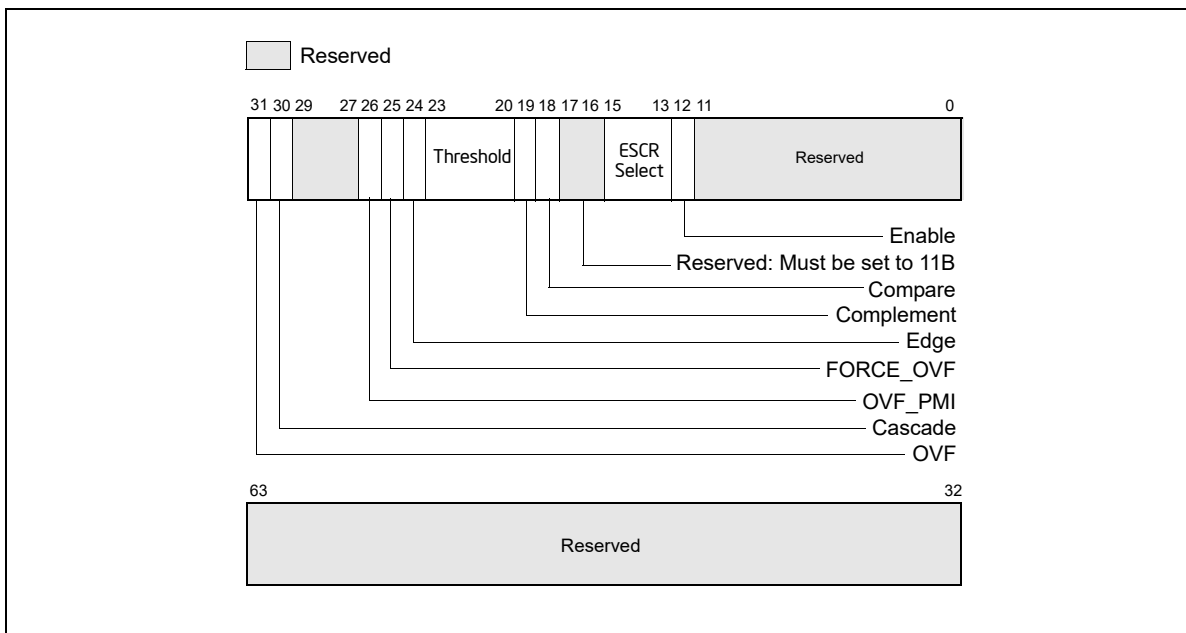 Reserved
31 30 29 27 26 25 24 23 20 19 18 17 16 15 13 12 11 0
Threshold
ESCR
Select
Reserved
Enable
Reserved: Must be set to 11B
Compare
Complement
Edge
FORCE_OVF
OVF_PMI
Cascade
OVF
63 32
Reserved